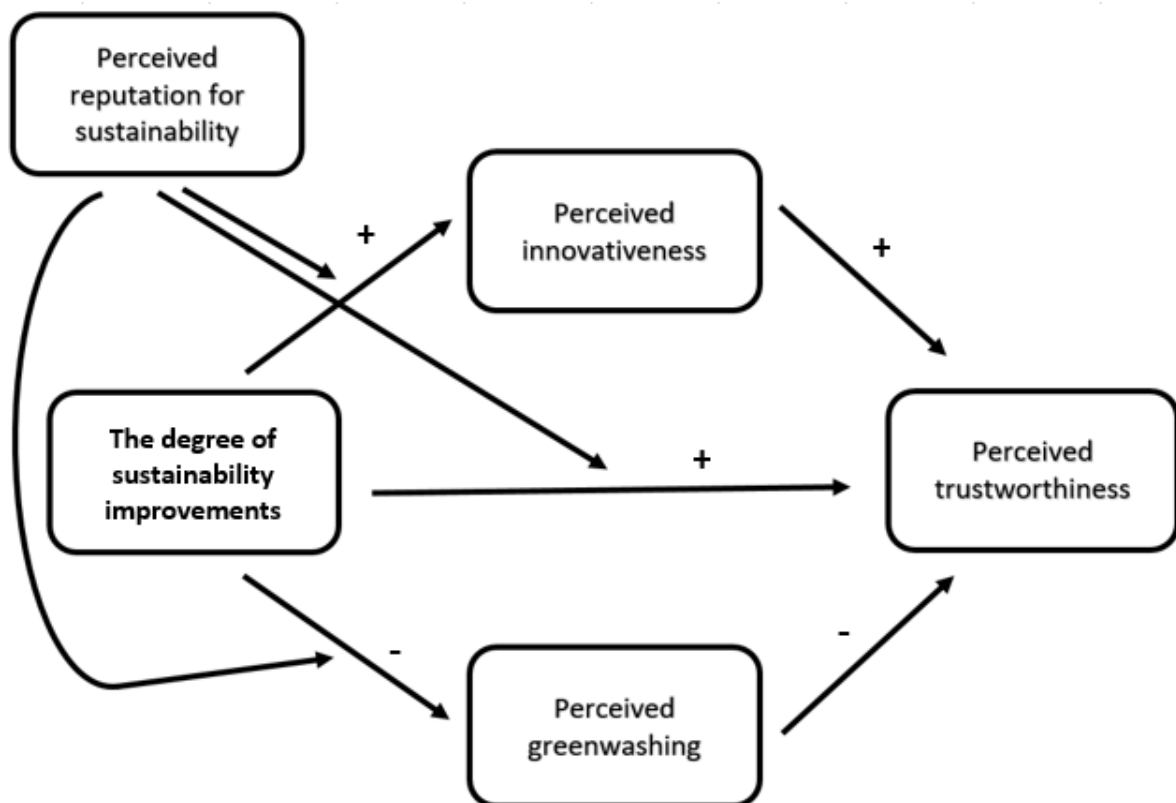 Perceived
reputation for
sustainability
+
Perceived
innovativeness
+
The degree of
sustainability
improvements
+
Perceived
trustworthiness
-
-
Perceived
greenwashing